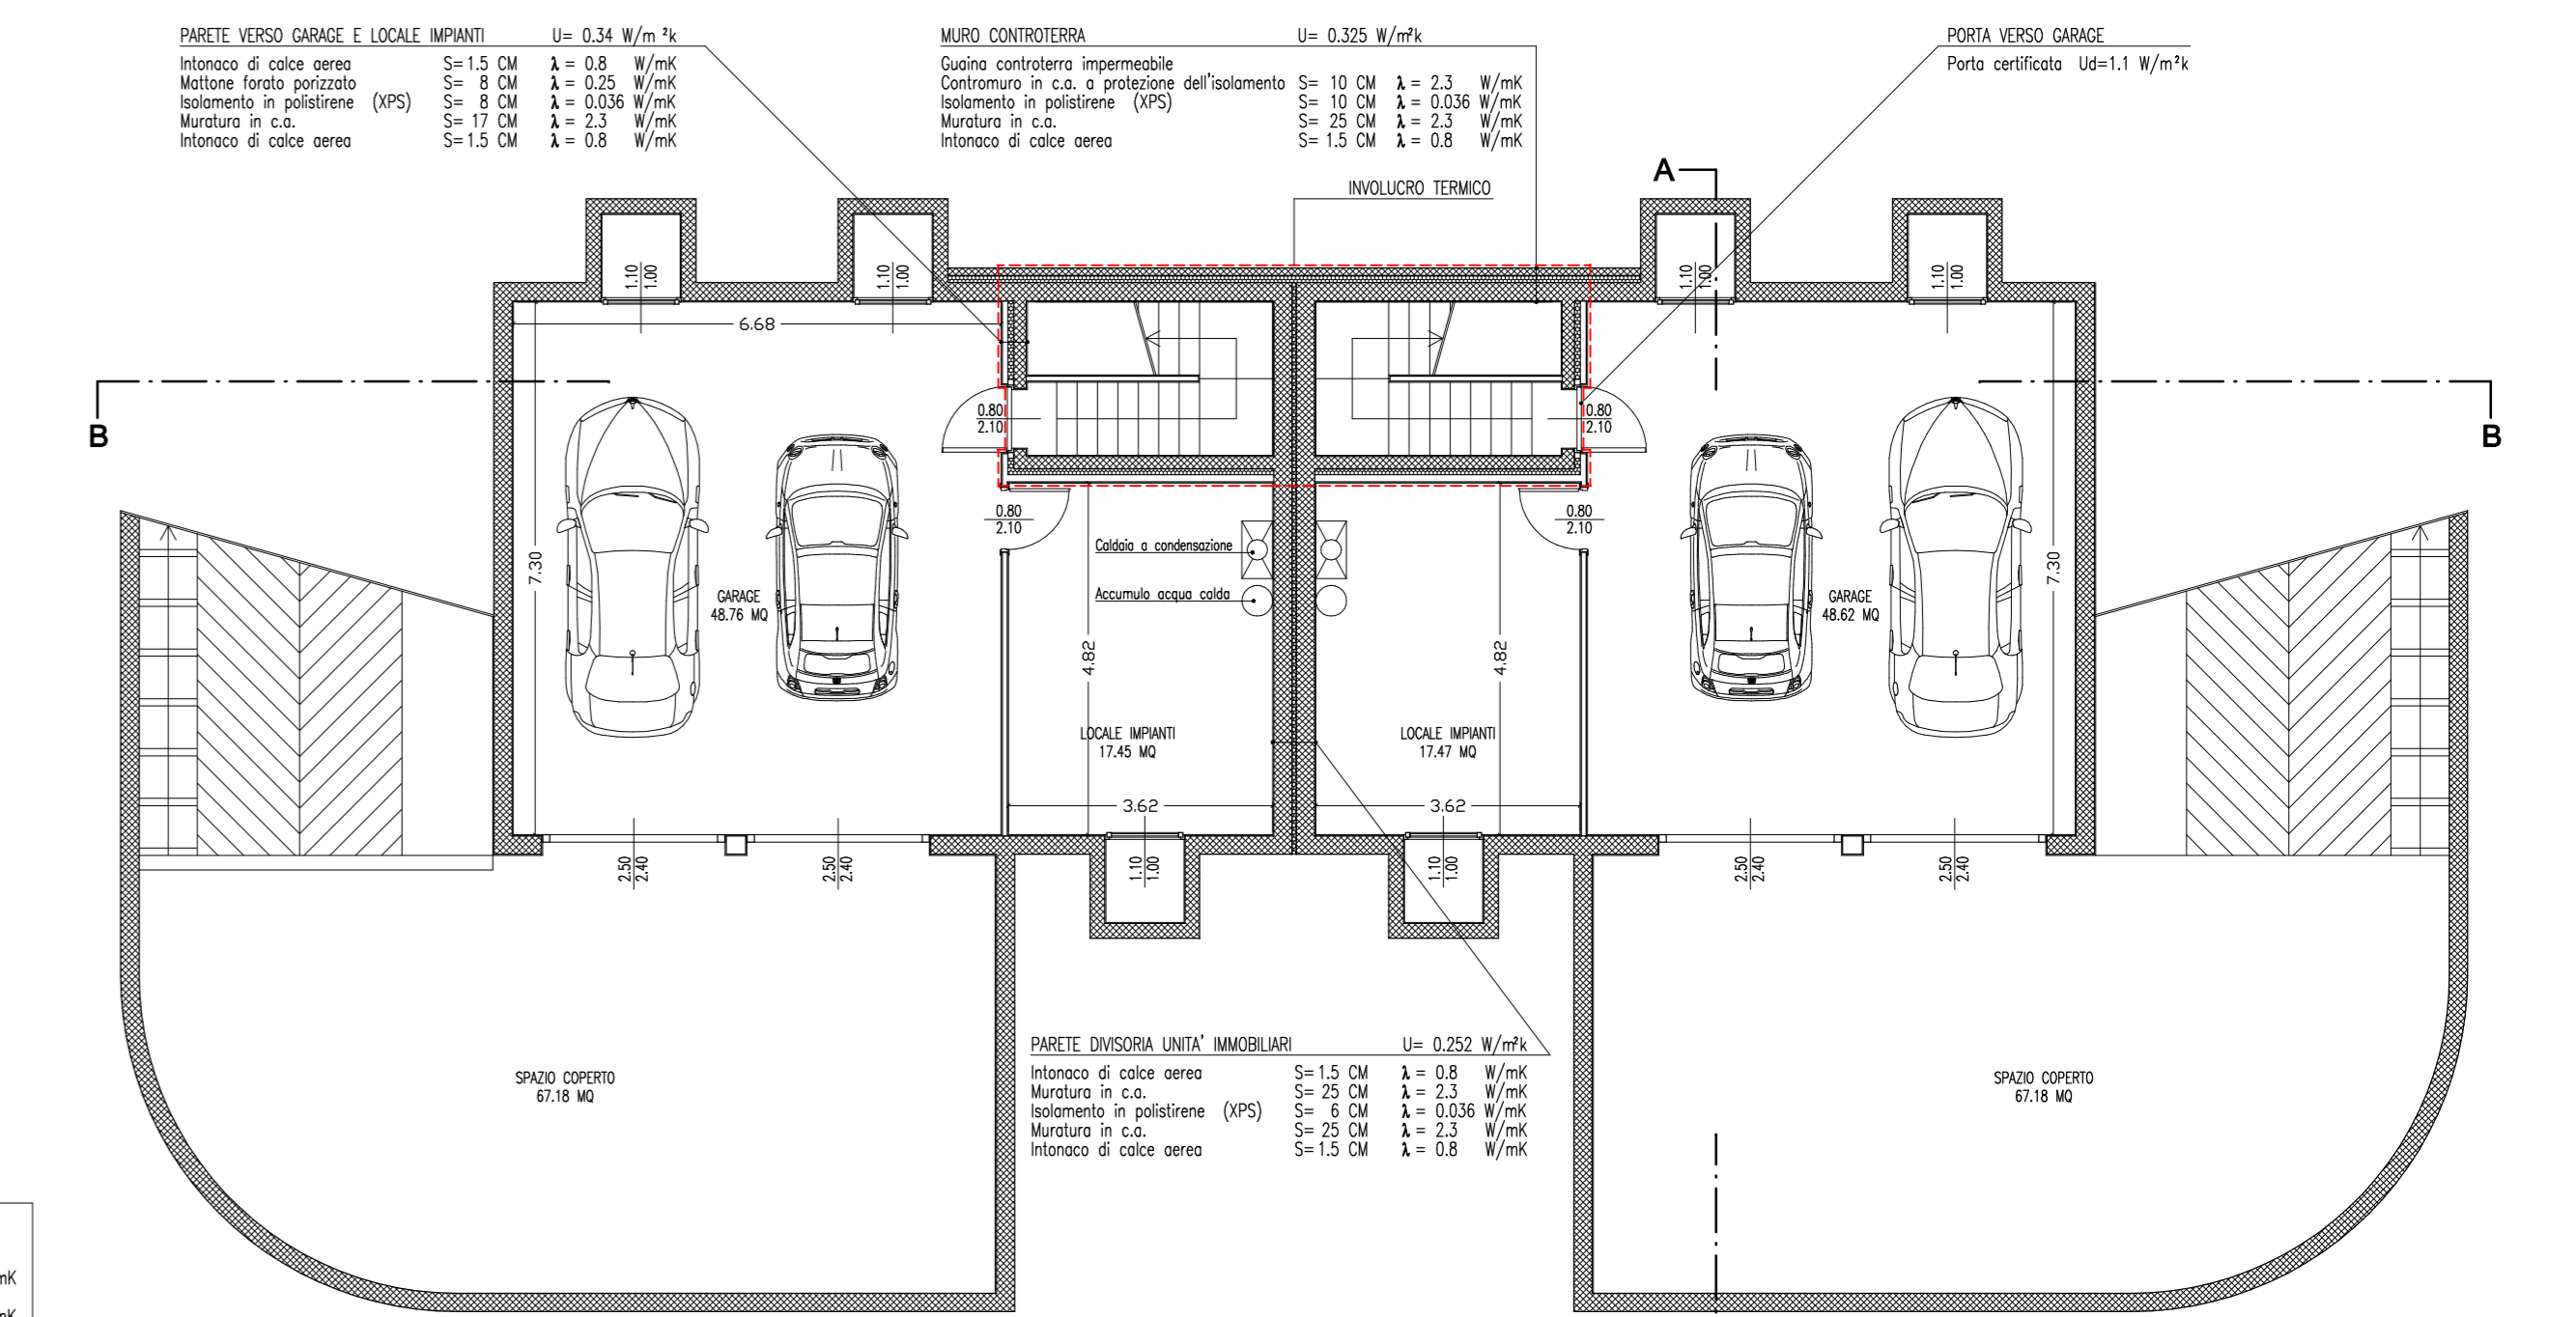 PARETE VERSO GARAGE E LOCALE IMPIANTI U= 0.34 W/m ²k
Intonaco di calce aerea S=1.5 CM λ = 0.8 W/mK
Mattone forato porizzato S= 8 CM λ = 0.25 W/mK
Isolamento in polistirene (XPS) S= 8 CM λ = 0.036 W/mK
Muratura in c.a. S= 17 CM λ = 2.3 W/mK
Intonaco di calce aerea S=1.5 CM λ = 0.8 W/mK
MURO CONTROTERRA U= 0.325 W/m²k
Guaina controterra impermeabile
Contromuro in c.a. a protezione dell'isolamento S= 10 CM λ = 2.3 W/mK
Isolamento in polistirene (XPS) S= 10 CM λ = 0.036 W/mK
Muratura in c.a. S= 25 CM λ = 2.3 W/mK
Intonaco di calce aerea S= 1.5 CM λ = 0.8 W/mK
PORTA VERSO GARAGE
Porta certificata Ud=1.1 W/m²k
INVOLUCRO TERMICO
A
1.10
1.00
1.10
1.00
1.10
1.00
1.10
1.00
6.68
B
B
0.80
2.10
0.80
2.10
0.80
2.10
0.80
2.10
Caldaia a condensazione
Accumulo acqua calda
7.30
GARAGE
48.76 MQ
4.82
4.82
GARAGE
48.62 MQ
7.30
LOCALE IMPIANTI
17.45 MQ
LOCALE IMPIANTI
17.47 MQ
3.62
3.62
2.50
2.40
2.50
2.40
1.10
1.00
1.10
1.00
2.50
2.40
2.50
2.40
PARETE DIVISORIA UNITA' IMMOBILIARI U= 0.252 W/m²k
Intonaco di calce aerea S=1.5 CM λ = 0.8 W/mK
Muratura in c.a. S= 25 CM λ = 2.3 W/mK
Isolamento in polistirene (XPS) S= 6 CM λ = 0.036 W/mK
Muratura in c.a. S= 25 CM λ = 2.3 W/mK
Intonaco di calce aerea S=1.5 CM λ = 0.8 W/mK
SPAZIO COPERTO
67.18 MQ
SPAZIO COPERTO
67.18 MQ
mK